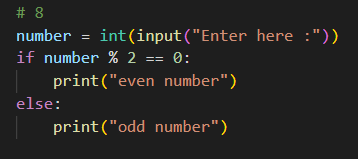 # 8
number = int(input("Enter here :"))
if number % 2 == 0:
    print("even number")
else:
    print("odd number")